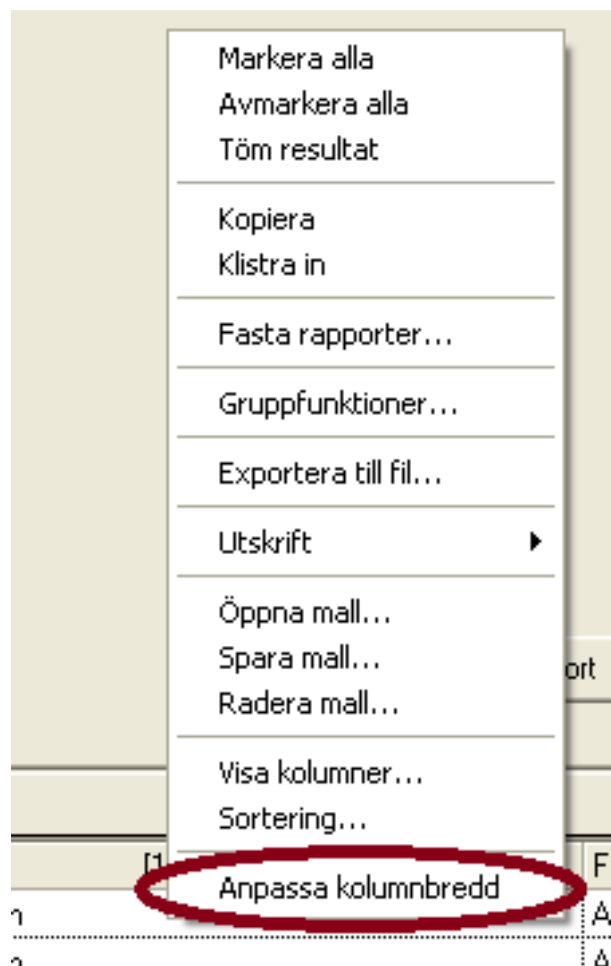 Markera alla
Avmarkera alla
Töm resultat
Kopiera
Klistra in
Fasta rapporter...
Gruppfunktioner...
Exportera till fil...
Utskrift
Öppna mall...
Spara mall...
ort
Radera mall...
Visa kolumner...
Sortering...
[1
F
Anpassa kolumnbredd
n
A
A